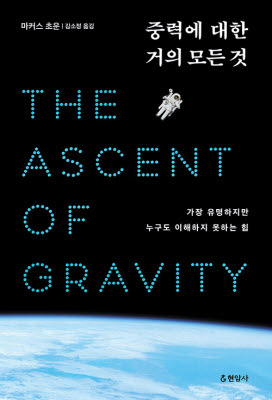 마커스 초운 | 김소정 옮김
중력에 대한
거의 모든 것
THE
ASCENT
OF
GRAVITY
가장 유명하지만
누구도 이해하지 못하는 힘
현암사